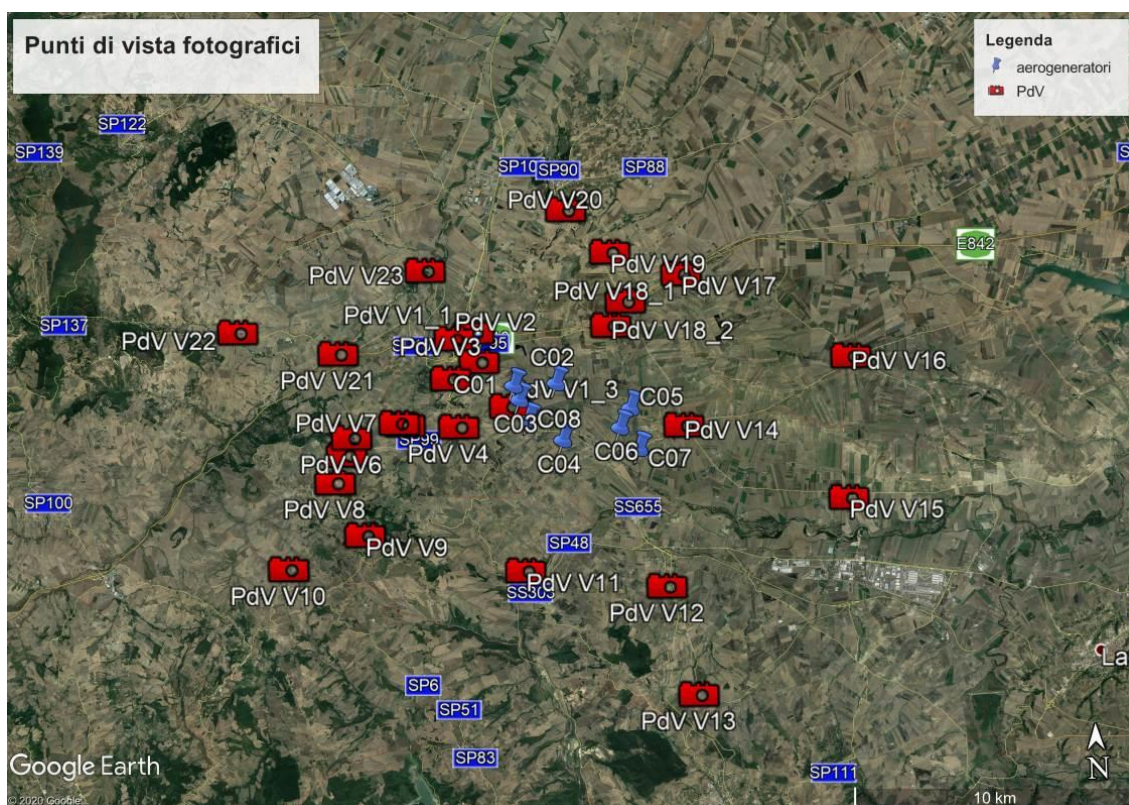 Punti di vista fotografici
Legenda
aerogeneratori
PdV
SP122
SP139
SP90
SP88
PdV V20
E842
PdV V19
PdV V23
PdV V17
PdV V18_1
PdV V1_1
PdV V2
SP137
PdV V22
PdV V3
PdV V18_2
PdV V16
PdV V21
C01
C02
PdV V1_3
C05
PdV V7
C03
C08
PdV V14
SP99
PdV V4
C06
C04
C07
PdV V6
SP100
PdV V8
SS655
PdV V15
PdV V9
SP48
PdV V10
PdV V11
SS303
PdV V12
La
SP6
PdV V13
SP51
SP83
Google Earth
N
SP111
© 2020 Google
10 km